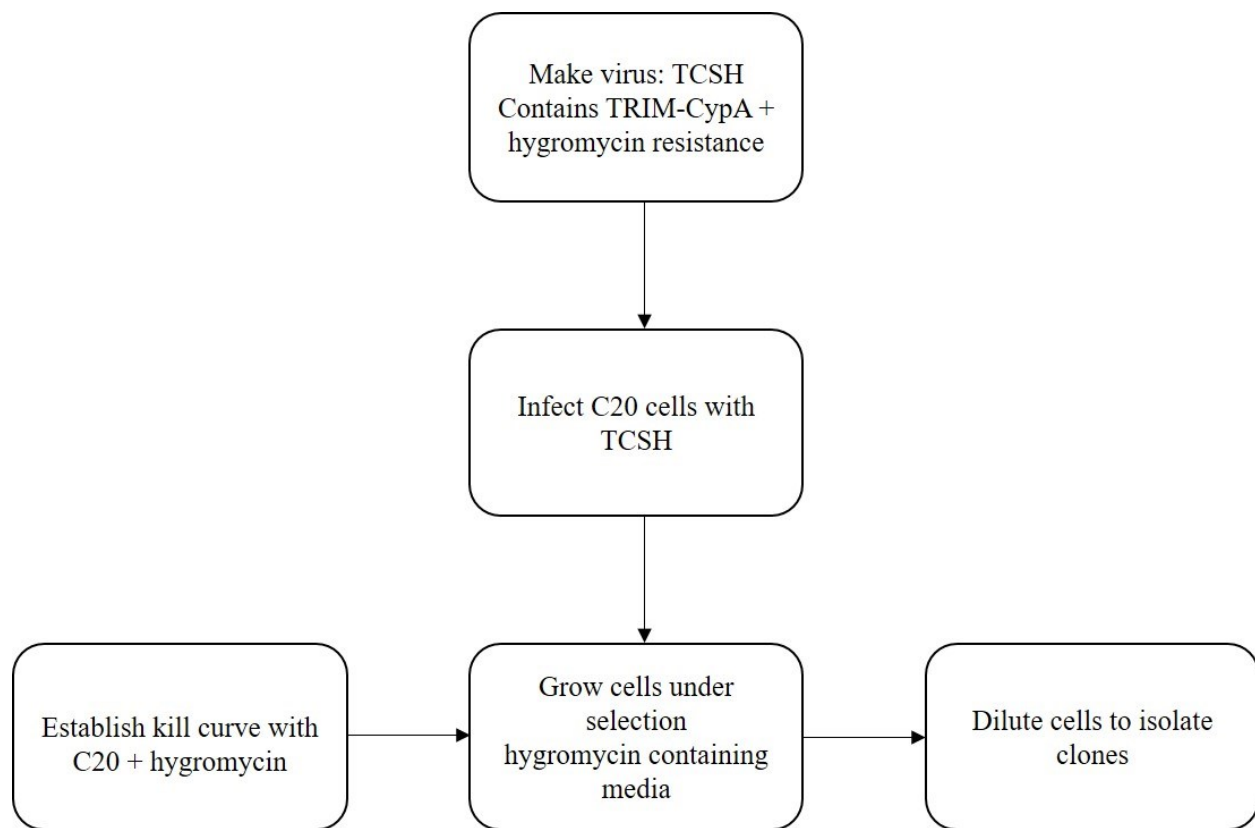 Make virus: TCSH
Contains TRIM-CypA +
hygromycin resistance
Infect C20 cells with
TCSH
Establish kill curve with
C20 + hygromycin
Grow cells under
selection
hygromycin containing
media
Dilute cells to isolate
clones